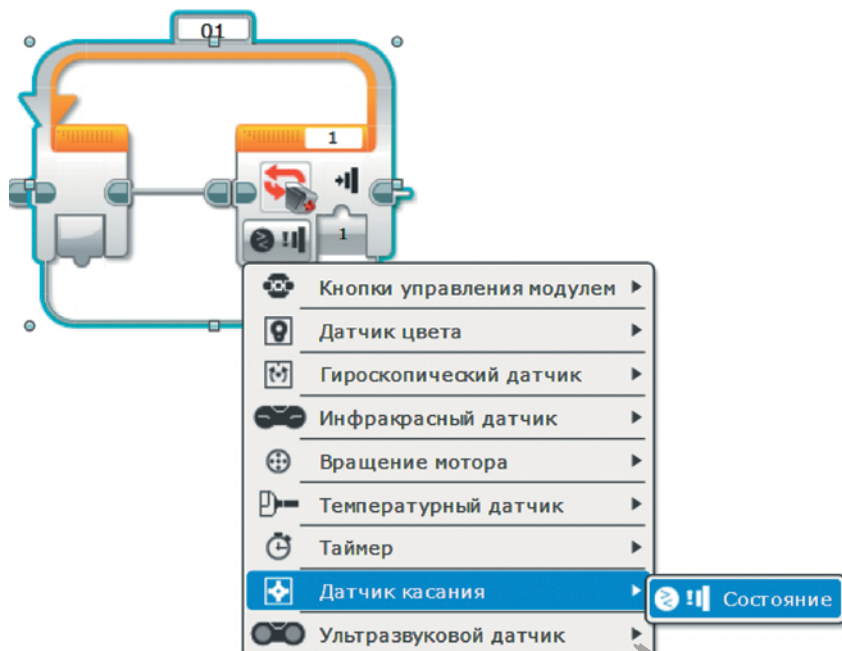 01
1
1
Кнопки управления модулем
Датчик цвета
Гироскопический датчик
Инфракрасный датчик
Вращение мотора
Температурный датчик
Таймер
Датчик касания
Состояние
Ультразвуковой датчик